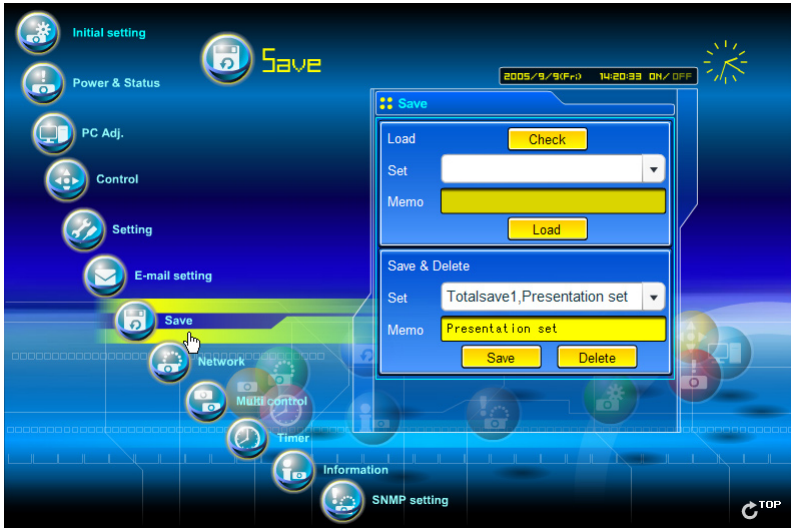 Initial setting
Power & Status
PC Adj.
Control
Setting
E-mail setting
Save
Network
Multi control
Timer
Information
SNMP setting
Save
2005/9/9(Fri) 14:20:33 ON/OFF
Save
Load Check
Set
Memo
Load
Save & Delete
Set Totalsave1,Presentation set
Memo Presentation set
Save Delete
TOP